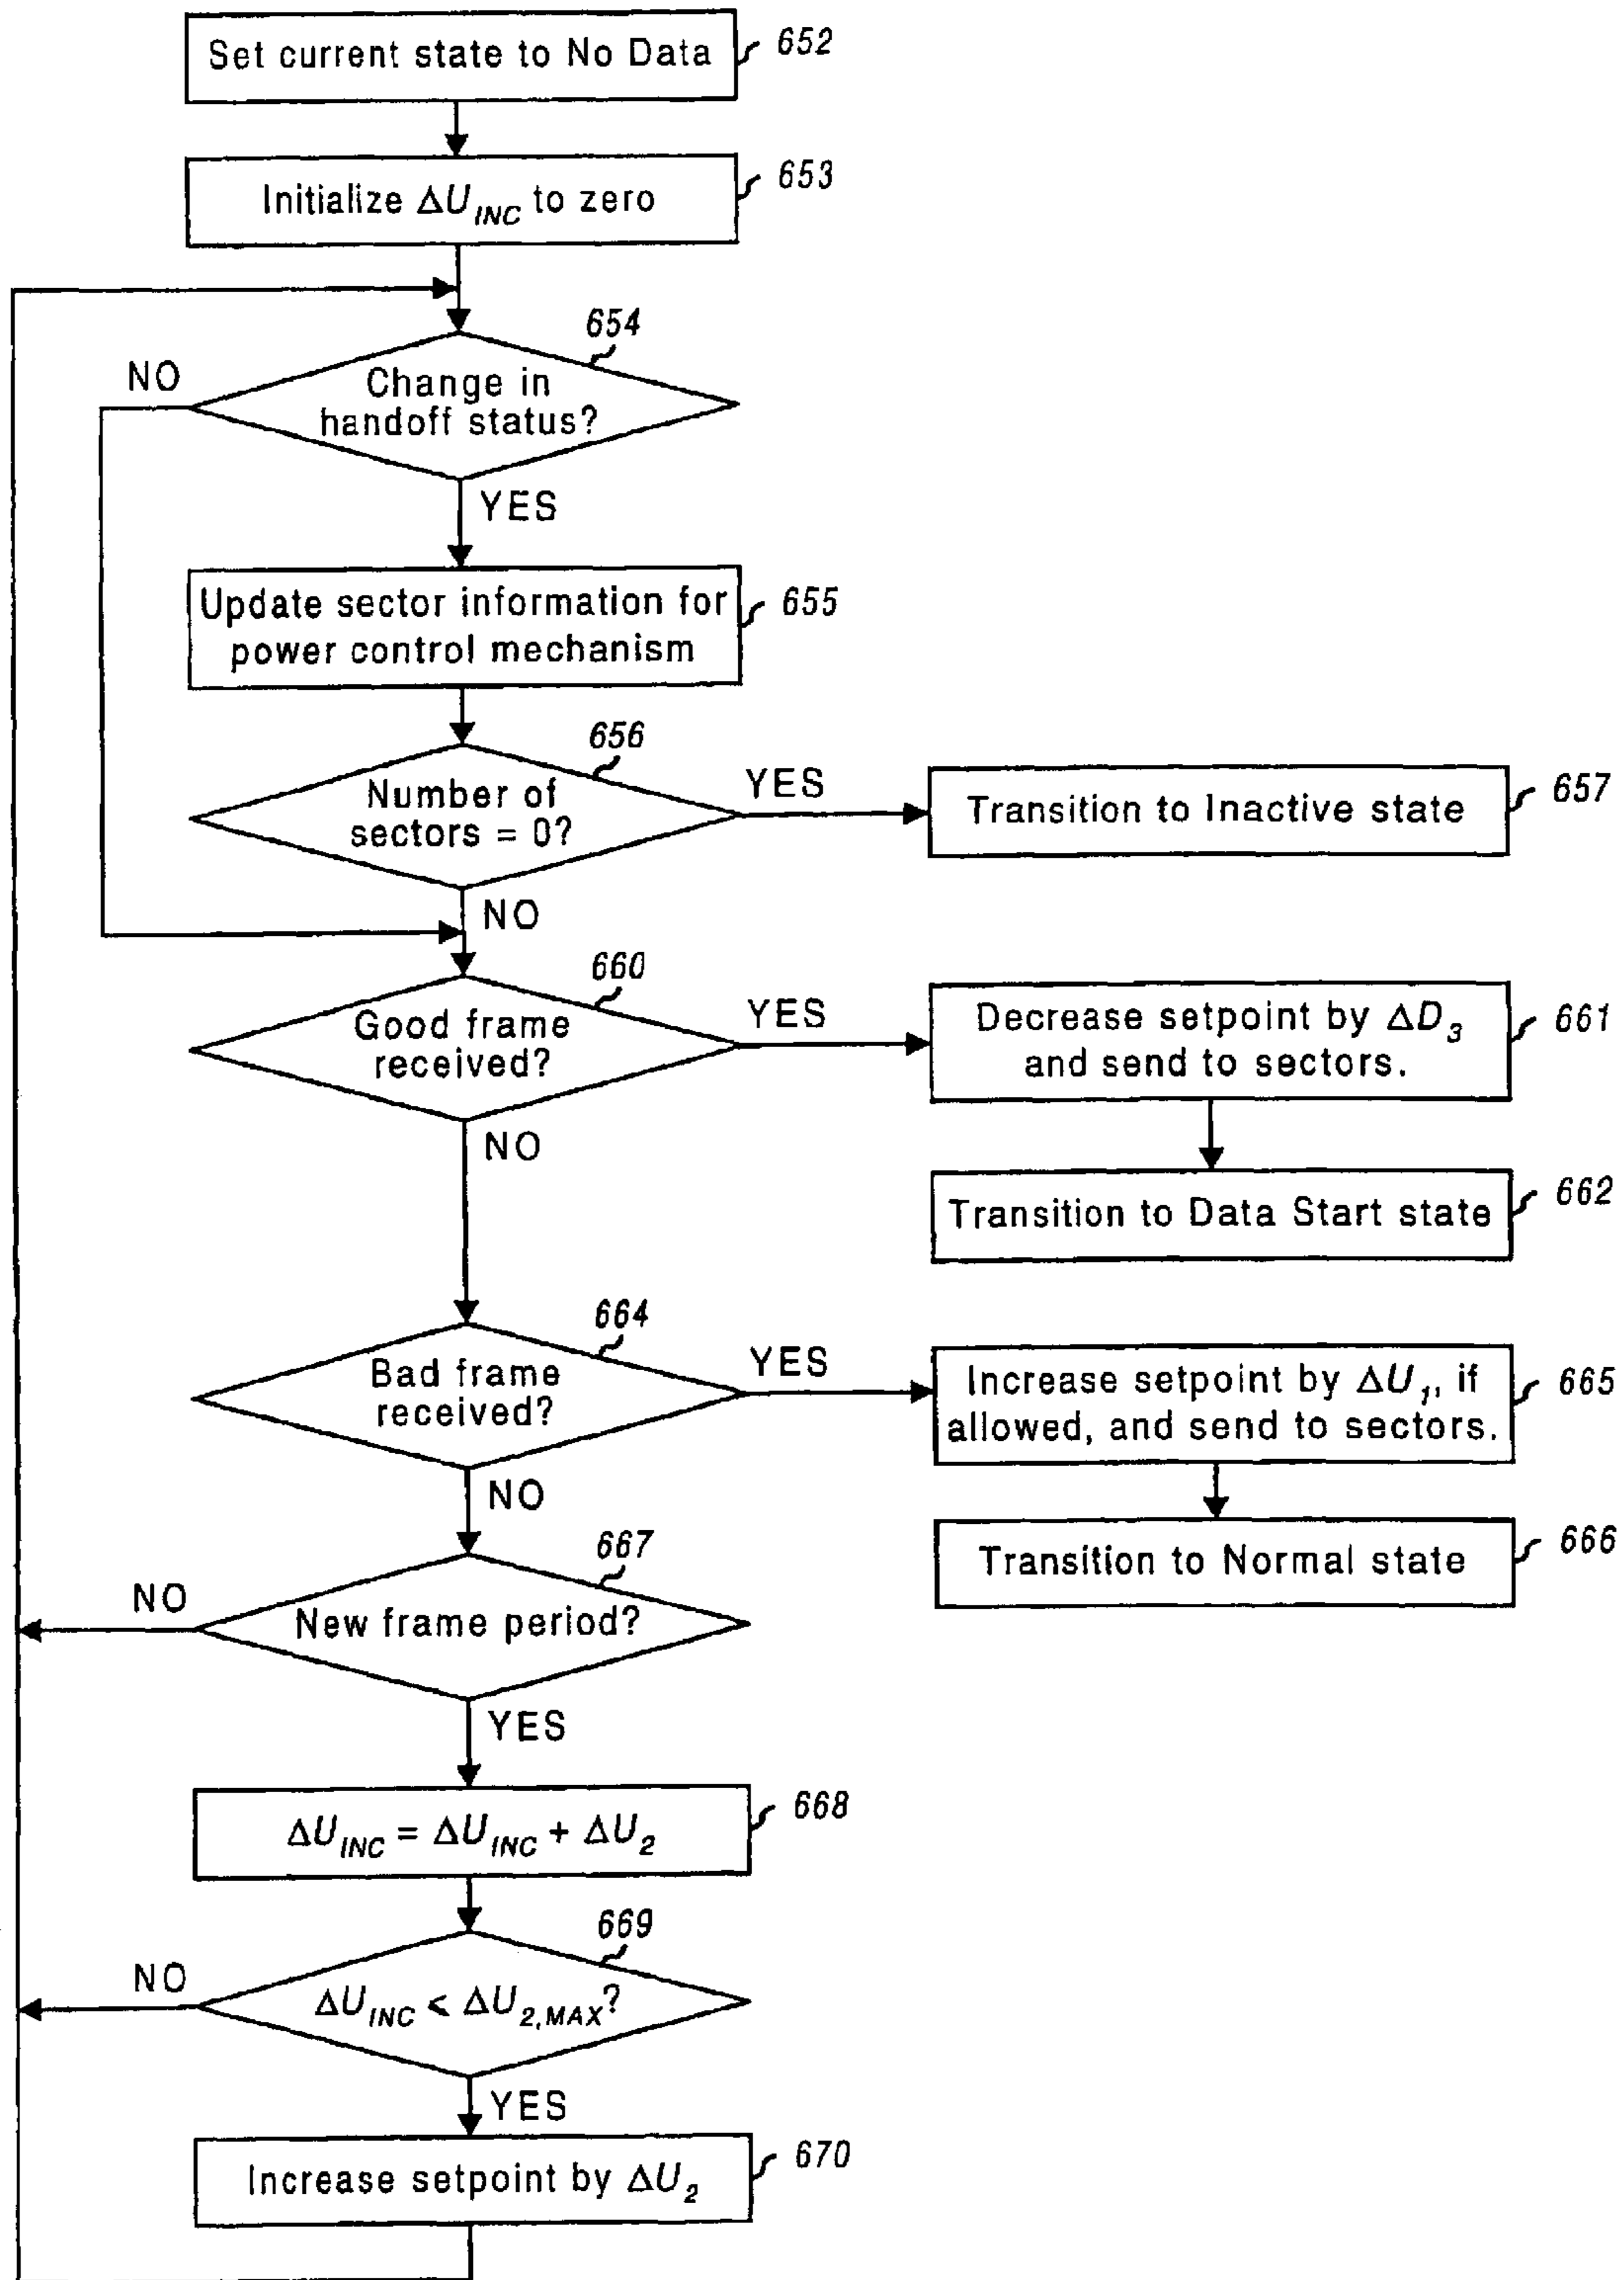 Set current state to No Data
652
Initialize ΔU_INC to zero
653
654
NO
Change in
handoff status?
YES
Update sector information for
power control mechanism
655
656
Number of
sectors = 0?
YES
Transition to Inactive state
657
NO
660
Good frame
received?
YES
Decrease setpoint by ΔD_3
and send to sectors.
661
NO
Transition to Data Start state
662
664
Bad frame
received?
YES
Increase setpoint by ΔU_1, if
allowed, and send to sectors.
665
NO
Transition to Normal state
666
667
NO
New frame period?
YES
ΔU_INC = ΔU_INC + ΔU_2
668
669
NO
ΔU_INC < ΔU_2,MAX?
YES
Increase setpoint by ΔU_2
670